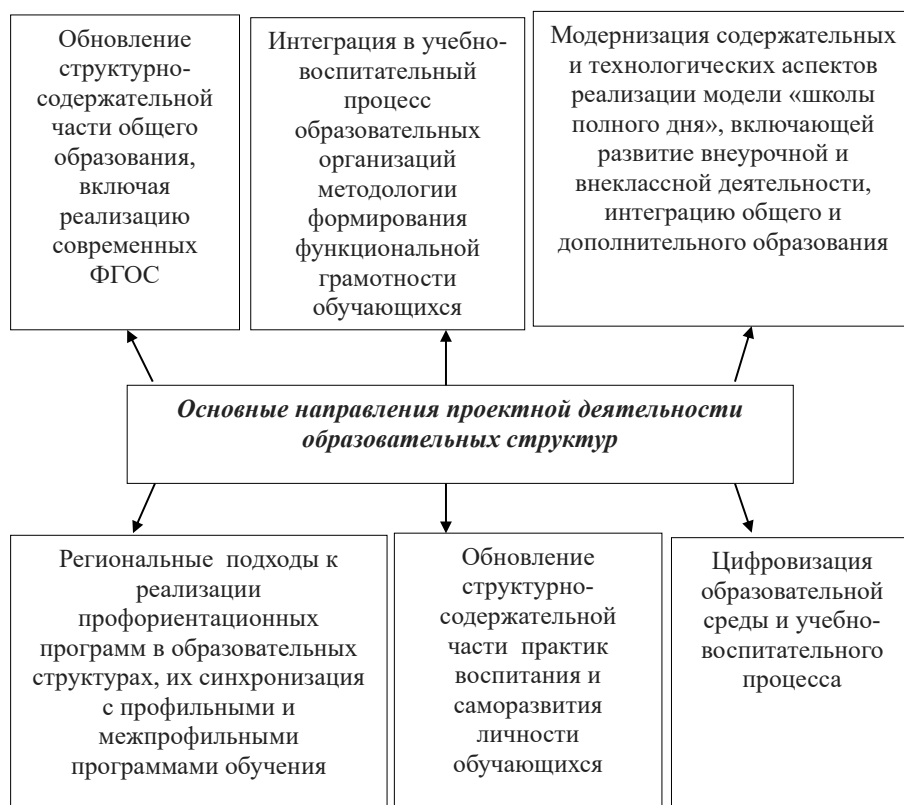 Обновление
структурно-
содержательной
части общего
образования,
включая
реализацию
современных
ФГОС
Интеграция в учебно-
воспитательный
процесс
образовательных
организаций
методологии
формирования
функциональной
грамотности
обучающихся
Модернизация содержательных
и технологических аспектов
реализации модели «школы
полного дня», включающей
развитие внеурочной и
внеклассной деятельности,
интеграцию общего и
дополнительного образования
Основные направления проектной деятельности
образовательных структур
Региональные подходы к
реализации
профориентационных
программ в образовательных
структурах, их синхронизация
с профильными и
межпрофильными
программами обучения
Обновление
структурно-
содержательной
части практик
воспитания и
саморазвития
личности
обучающихся
Цифровизация
образовательной
среды и учебно-
воспитательного
процесса